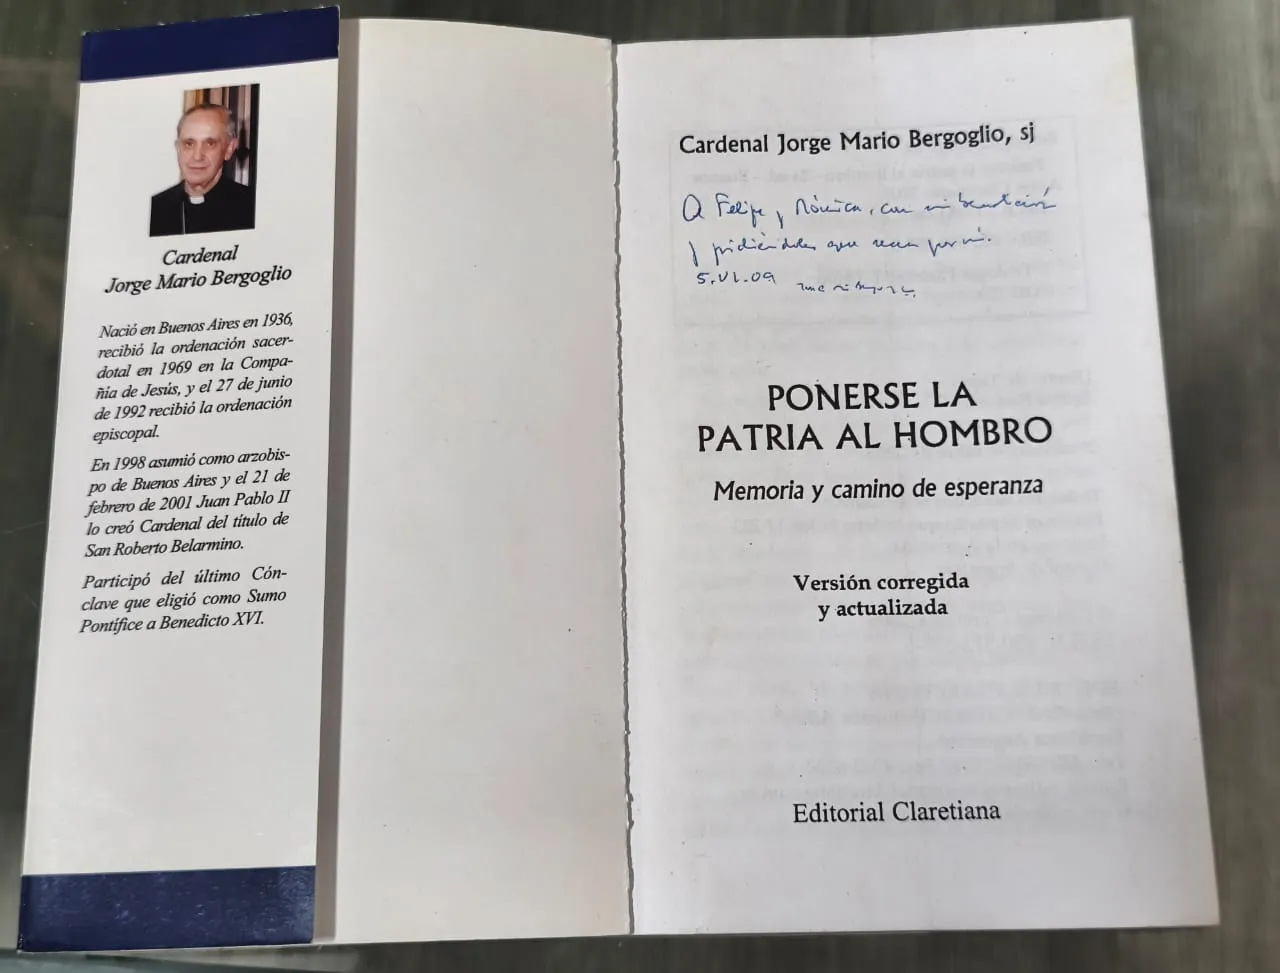 Cardenal
Jorge Mario Bergoglio
Nació en Buenos Aires en 1936,
recibió la ordenación sacer-
dotal en 1969 en la Compa-
ñia de Jesús, y el 27 de junio
de 1992 recibió la ordenación
episcopal.
En 1998 asumió como arzobis-
po de Buenos Aires y el 21 de
febrero de 2001 Juan Pablo II
lo creó Cardenal del título de
San Roberto Belarmino.
Participó del último Cón-
clave que eligió como Sumo
Pontífice a Benedicto XVI.
Cardenal Jorge Mario Bergoglio, sj
A Felipe y Mónica, con mi bendición
y pidiéndoles que recen por mí.
5.VI.09
PONERSE LA
PATRIA AL HOMBRO
Memoria y camino de esperanza
Versión corregida
y actualizada
Editorial Claretiana